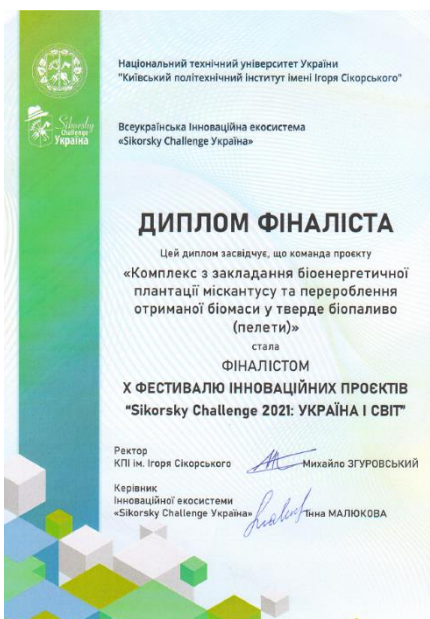 Національний технічний університет України
"Київський політехнічний інститут імені Ігоря Сікорського"
Sikorsky
Challenge
Україна
Всеукраїнська Інноваційна екосистема
«Sikorsky Challenge Україна»
ДИПЛОМ ФІНАЛІСТА
Цей диплом засвідчує, що команда проєкту
«Комплекс з закладання біоенергетичної
плантації міскантусу та перероблення
отриманої біомаси у тверде біопаливо
(пелети)»
стала
ФІНАЛІСТОМ
X ФЕСТИВАЛЮ ІННОВАЦІЙНИХ ПРОЄКТІВ
"Sikorsky Challenge 2021: УКРАЇНА І СВІТ"
Ректор
КПІ ім. Ігоря Сікорського Михайло ЗГУРОВСЬКИЙ
Керівник
Інноваційної екосистеми
«Sikorsky Challenge Україна» Інна МАЛЮКОВА